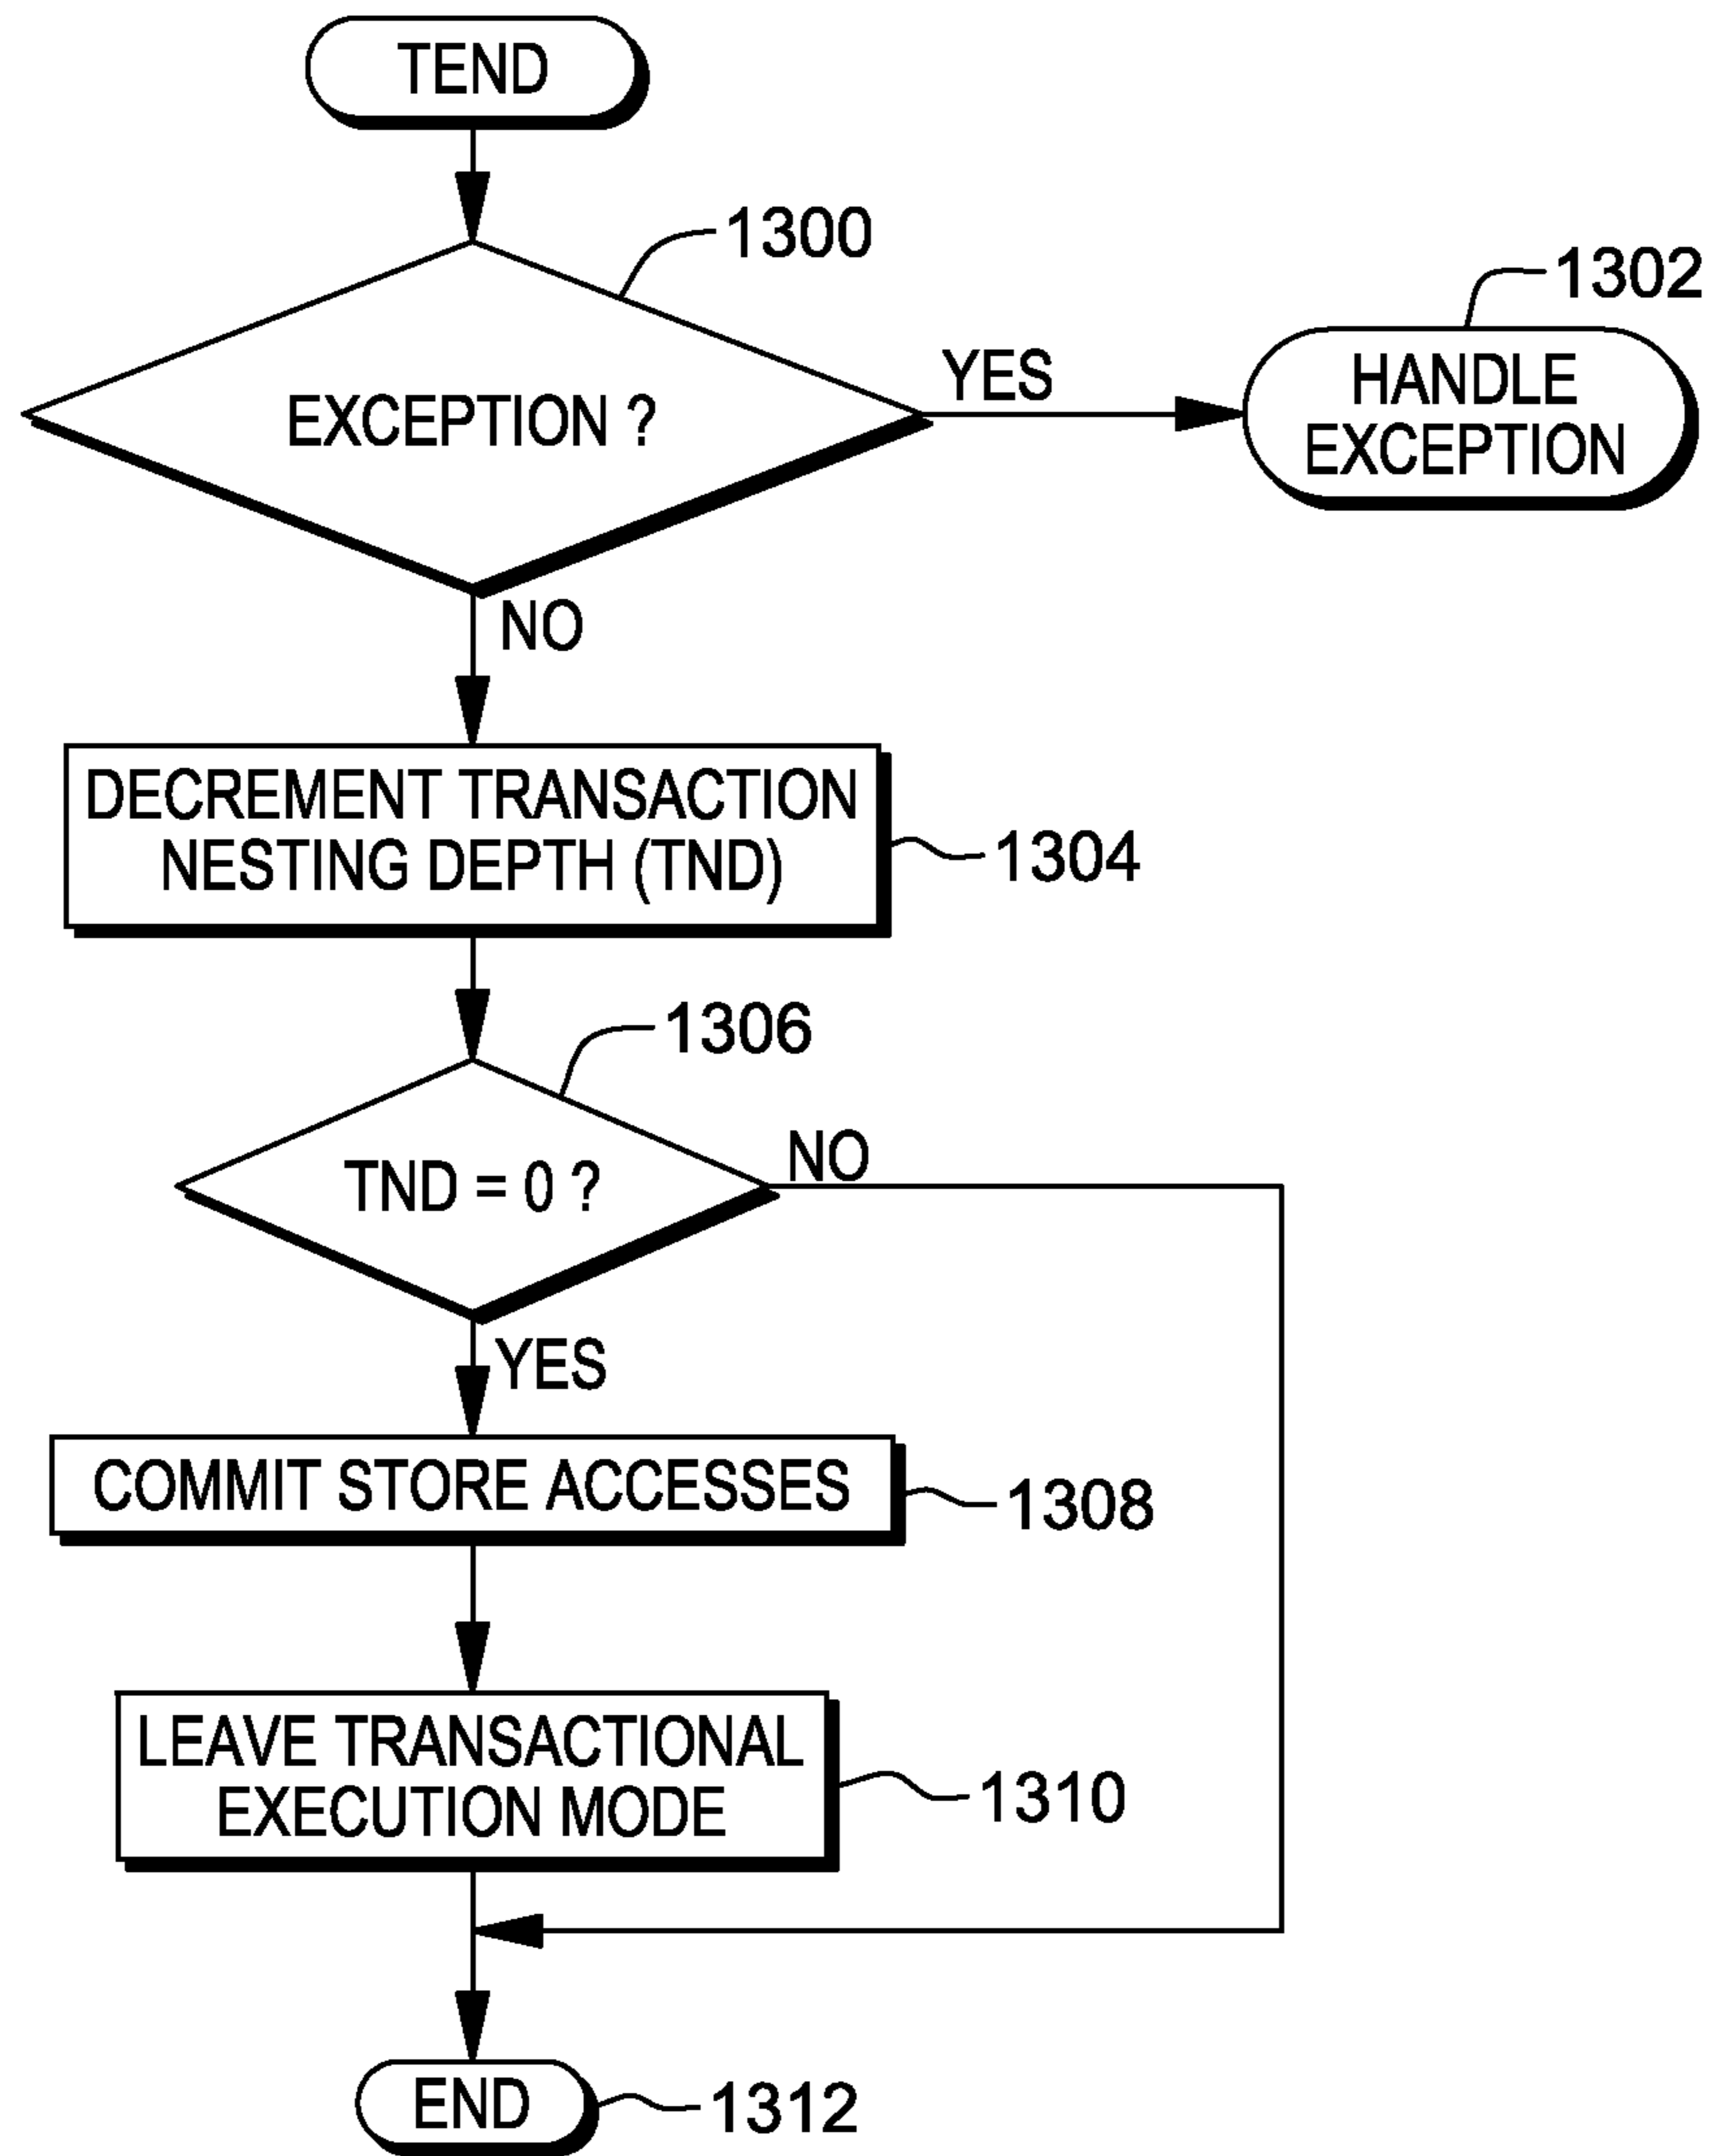 TEND
1300
EXCEPTION ?
YES
1302
HANDLE
EXCEPTION
NO
DECREMENT TRANSACTION
NESTING DEPTH (TND)
1304
1306
TND = 0 ?
NO
YES
COMMIT STORE ACCESSES
1308
LEAVE TRANSACTIONAL
EXECUTION MODE
1310
END
1312